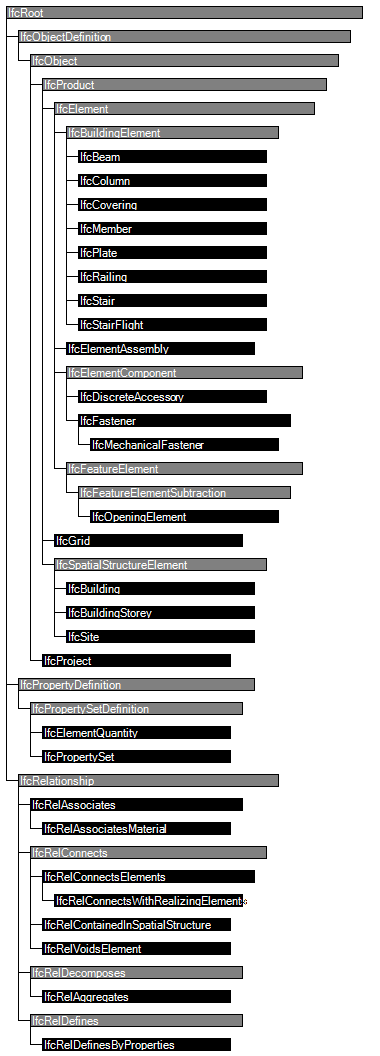 IfcRoot
IfcObjectDefinition
IfcObject
IfcProduct
IfcElement
IfcBuildingElement
IfcBeam
IfcColumn
IfcCovering
IfcMember
IfcPlate
IfcRailing
IfcStair
IfcStairFlight
IfcElementAssembly
IfcElementComponent
IfcDiscreteAccessory
IfcFastener
IfcMechanicalFastener
IfcFeatureElement
IfcFeatureElementSubtraction
IfcOpeningElement
IfcGrid
IfcSpatialStructureElement
IfcBuilding
IfcBuildingStorey
IfcSite
IfcProject
IfcPropertyDefinition
IfcPropertySetDefinition
IfcElementQuantity
IfcPropertySet
IfcRelationship
IfcRelAssociates
IfcRelAssociatesMaterial
IfcRelConnects
IfcRelConnectsElements
IfcRelConnectsWithRealizingElements
IfcRelContainedInSpatialStructure
IfcRelVoidsElement
IfcRelDecomposes
IfcRelAggregates
IfcRelDefines
IfcRelDefinesByProperties